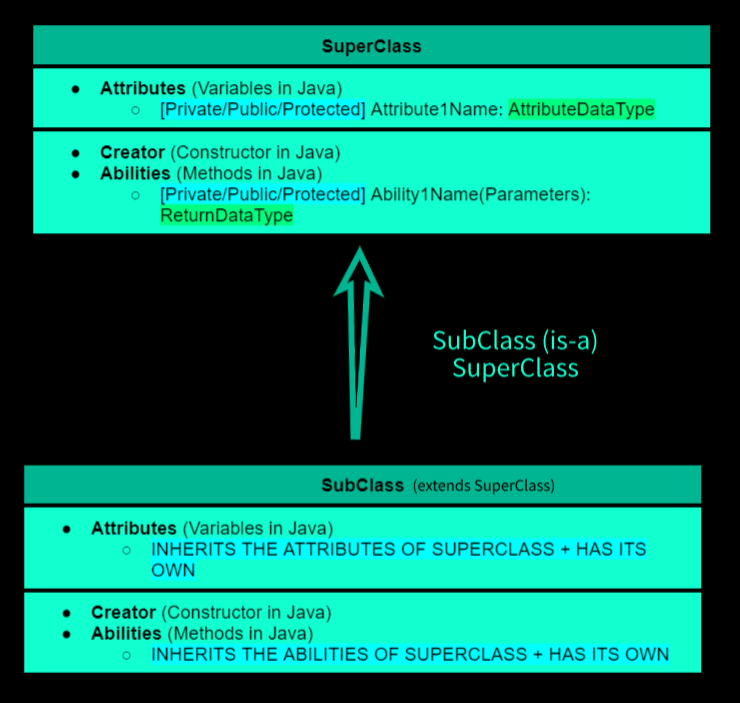 SuperClass
● Attributes (Variables in Java)
○ [Private/Public/Protected] Attribute1Name: AttributeDataType
● Creator (Constructor in Java)
● Abilities (Methods in Java)
○ [Private/Public/Protected] Ability1Name(Parameters):
ReturnDataType
SubClass (is-a)
SuperClass
SubClass (extends SuperClass)
● Attributes (Variables in Java)
○ INHERITS THE ATTRIBUTES OF SUPERCLASS + HAS ITS
OWN
● Creator (Constructor in Java)
● Abilities (Methods in Java)
○ INHERITS THE ABILITIES OF SUPERCLASS + HAS ITS OWN